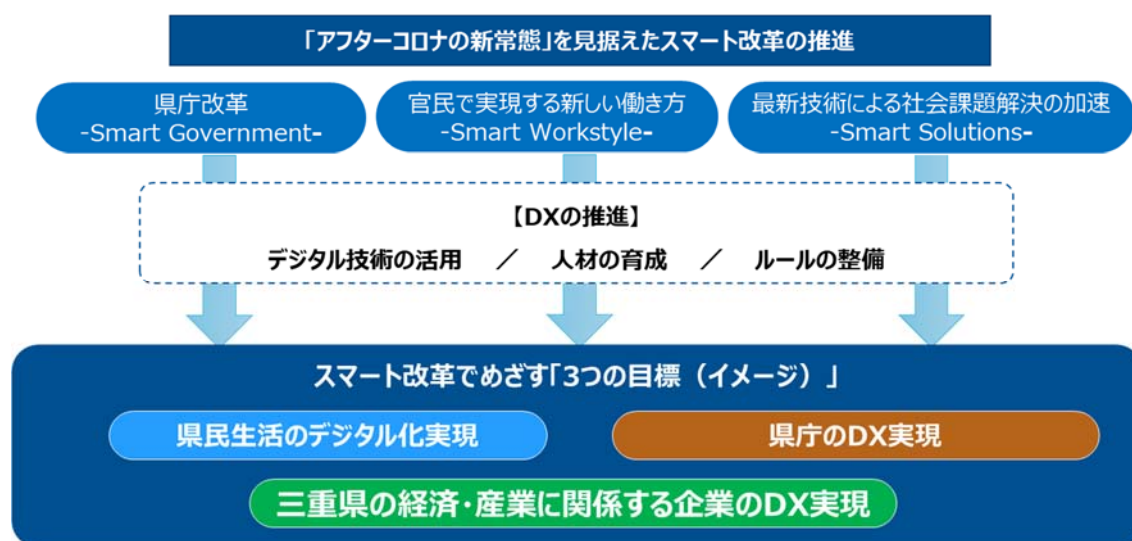 「アフターコロナの新常態」を見据えたスマート改革の推進
県庁改革
-Smart Government-
官民で実現する新しい働き方
-Smart Workstyle-
最新技術による社会課題解決の加速
-Smart Solutions-
【DXの推進】
デジタル技術の活用 ／ 人材の育成 ／ ルールの整備
スマート改革でめざす「3つの目標（イメージ）」
県民生活のデジタル化実現
県庁のDX実現
三重県の経済・産業に関係する企業のDX実現